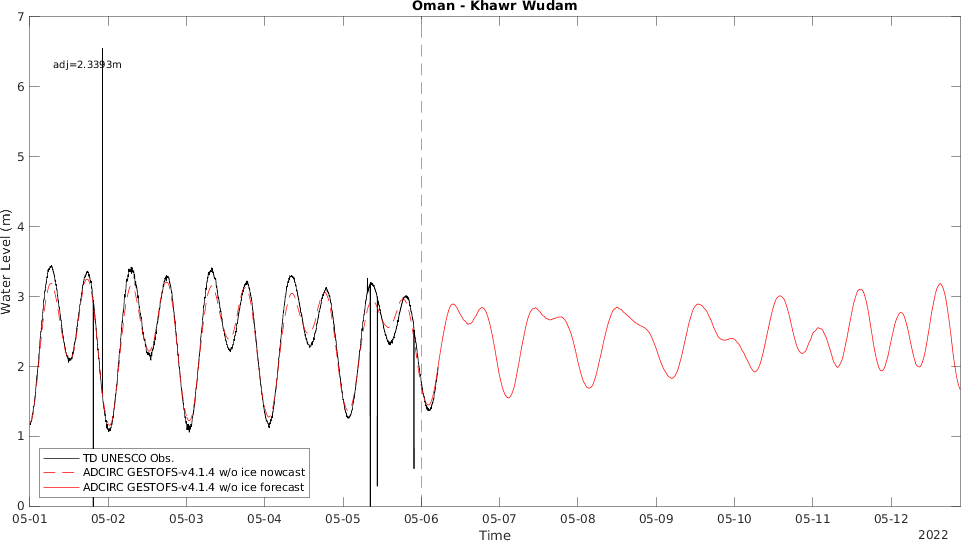 Oman - Khawr Wudam
7
adj=2.3393m
6
5
4
3
2
1
0
Water Level (m)
TD UNESCO Obs.
ADCIRC GESTOFS-v4.1.4 w/o ice nowcast
ADCIRC GESTOFS-v4.1.4 w/o ice forecast
05-01 05-02 05-03 05-04 05-05 05-06 05-07 05-08 05-09 05-10 05-11 05-12
Time
2022